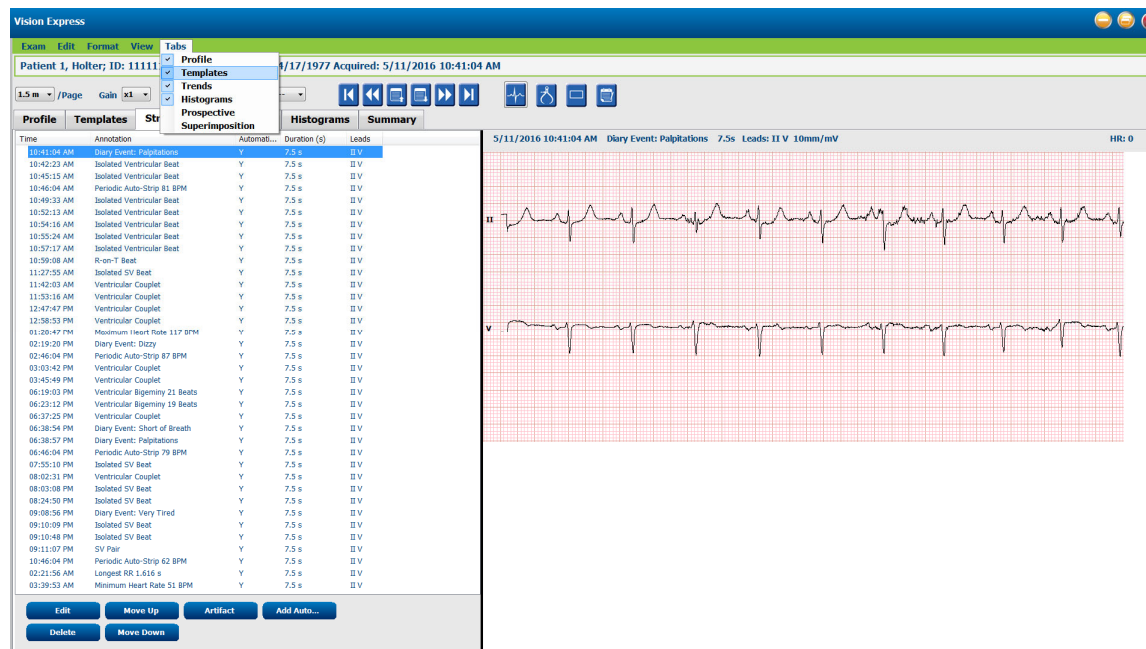 Vision Express
Exam Edit Format View Tabs
Profile
Templates
Trends
Histograms
Prospective
Superimposition
Patient 1, Holter; ID: 11111 4/17/1977 Acquired: 5/11/2016 10:41:04 AM
1.5 m /Page Gain x1
Profile Templates Str Histograms Summary
Time Annotation Automati... Duration (s) Leads
10:41:04 AM Diary Event: Palpitations Y 7.5 s II V
10:42:23 AM Isolated Ventricular Beat Y 7.5 s II V
10:45:15 AM Isolated Ventricular Beat Y 7.5 s II V
10:46:04 AM Periodic Auto-Strip 81 BPM Y 7.5 s II V
10:49:33 AM Isolated Ventricular Beat Y 7.5 s II V
10:52:13 AM Isolated Ventricular Beat Y 7.5 s II V
10:54:16 AM Isolated Ventricular Beat Y 7.5 s II V
10:55:24 AM Isolated Ventricular Beat Y 7.5 s II V
10:57:17 AM Isolated Ventricular Beat Y 7.5 s II V
10:59:08 AM R-on-T Beat Y 7.5 s II V
11:27:55 AM Isolated SV Beat Y 7.5 s II V
11:42:03 AM Ventricular Couplet Y 7.5 s II V
11:53:16 AM Ventricular Couplet Y 7.5 s II V
12:47:47 PM Ventricular Couplet Y 7.5 s II V
12:58:53 PM Ventricular Couplet Y 7.5 s II V
01:20:47 PM Maximum Heart Rate 117 BPM Y 7.5 s II V
02:19:20 PM Diary Event: Dizzy Y 7.5 s II V
02:46:04 PM Periodic Auto-Strip 87 BPM Y 7.5 s II V
03:03:42 PM Ventricular Couplet Y 7.5 s II V
03:45:49 PM Ventricular Couplet Y 7.5 s II V
06:19:03 PM Ventricular Bigeminy 21 Beats Y 7.5 s II V
06:23:12 PM Ventricular Bigeminy 19 Beats Y 7.5 s II V
06:37:25 PM Ventricular Couplet Y 7.5 s II V
06:38:54 PM Diary Event: Short of Breath Y 7.5 s II V
06:38:57 PM Diary Event: Palpitations Y 7.5 s II V
06:46:04 PM Periodic Auto-Strip 79 BPM Y 7.5 s II V
07:55:10 PM Isolated SV Beat Y 7.5 s II V
08:02:31 PM Ventricular Couplet Y 7.5 s II V
08:03:08 PM Isolated SV Beat Y 7.5 s II V
08:24:50 PM Isolated SV Beat Y 7.5 s II V
09:08:56 PM Diary Event: Very Tired Y 7.5 s II V
09:10:09 PM Isolated SV Beat Y 7.5 s II V
09:10:48 PM Isolated SV Beat Y 7.5 s II V
09:11:07 PM SV Pair Y 7.5 s II V
10:46:04 PM Periodic Auto-Strip 62 BPM Y 7.5 s II V
02:21:56 AM Longest RR 1.616 s Y 7.5 s II V
03:39:53 AM Minimum Heart Rate 51 BPM Y 7.5 s II V
Edit Move Up Artifact Add Auto...
Delete Move Down
5/11/2016 10:41:04 AM Diary Event: Palpitations 7.5s Leads: II V 10mm/mV HR: 0
II
V